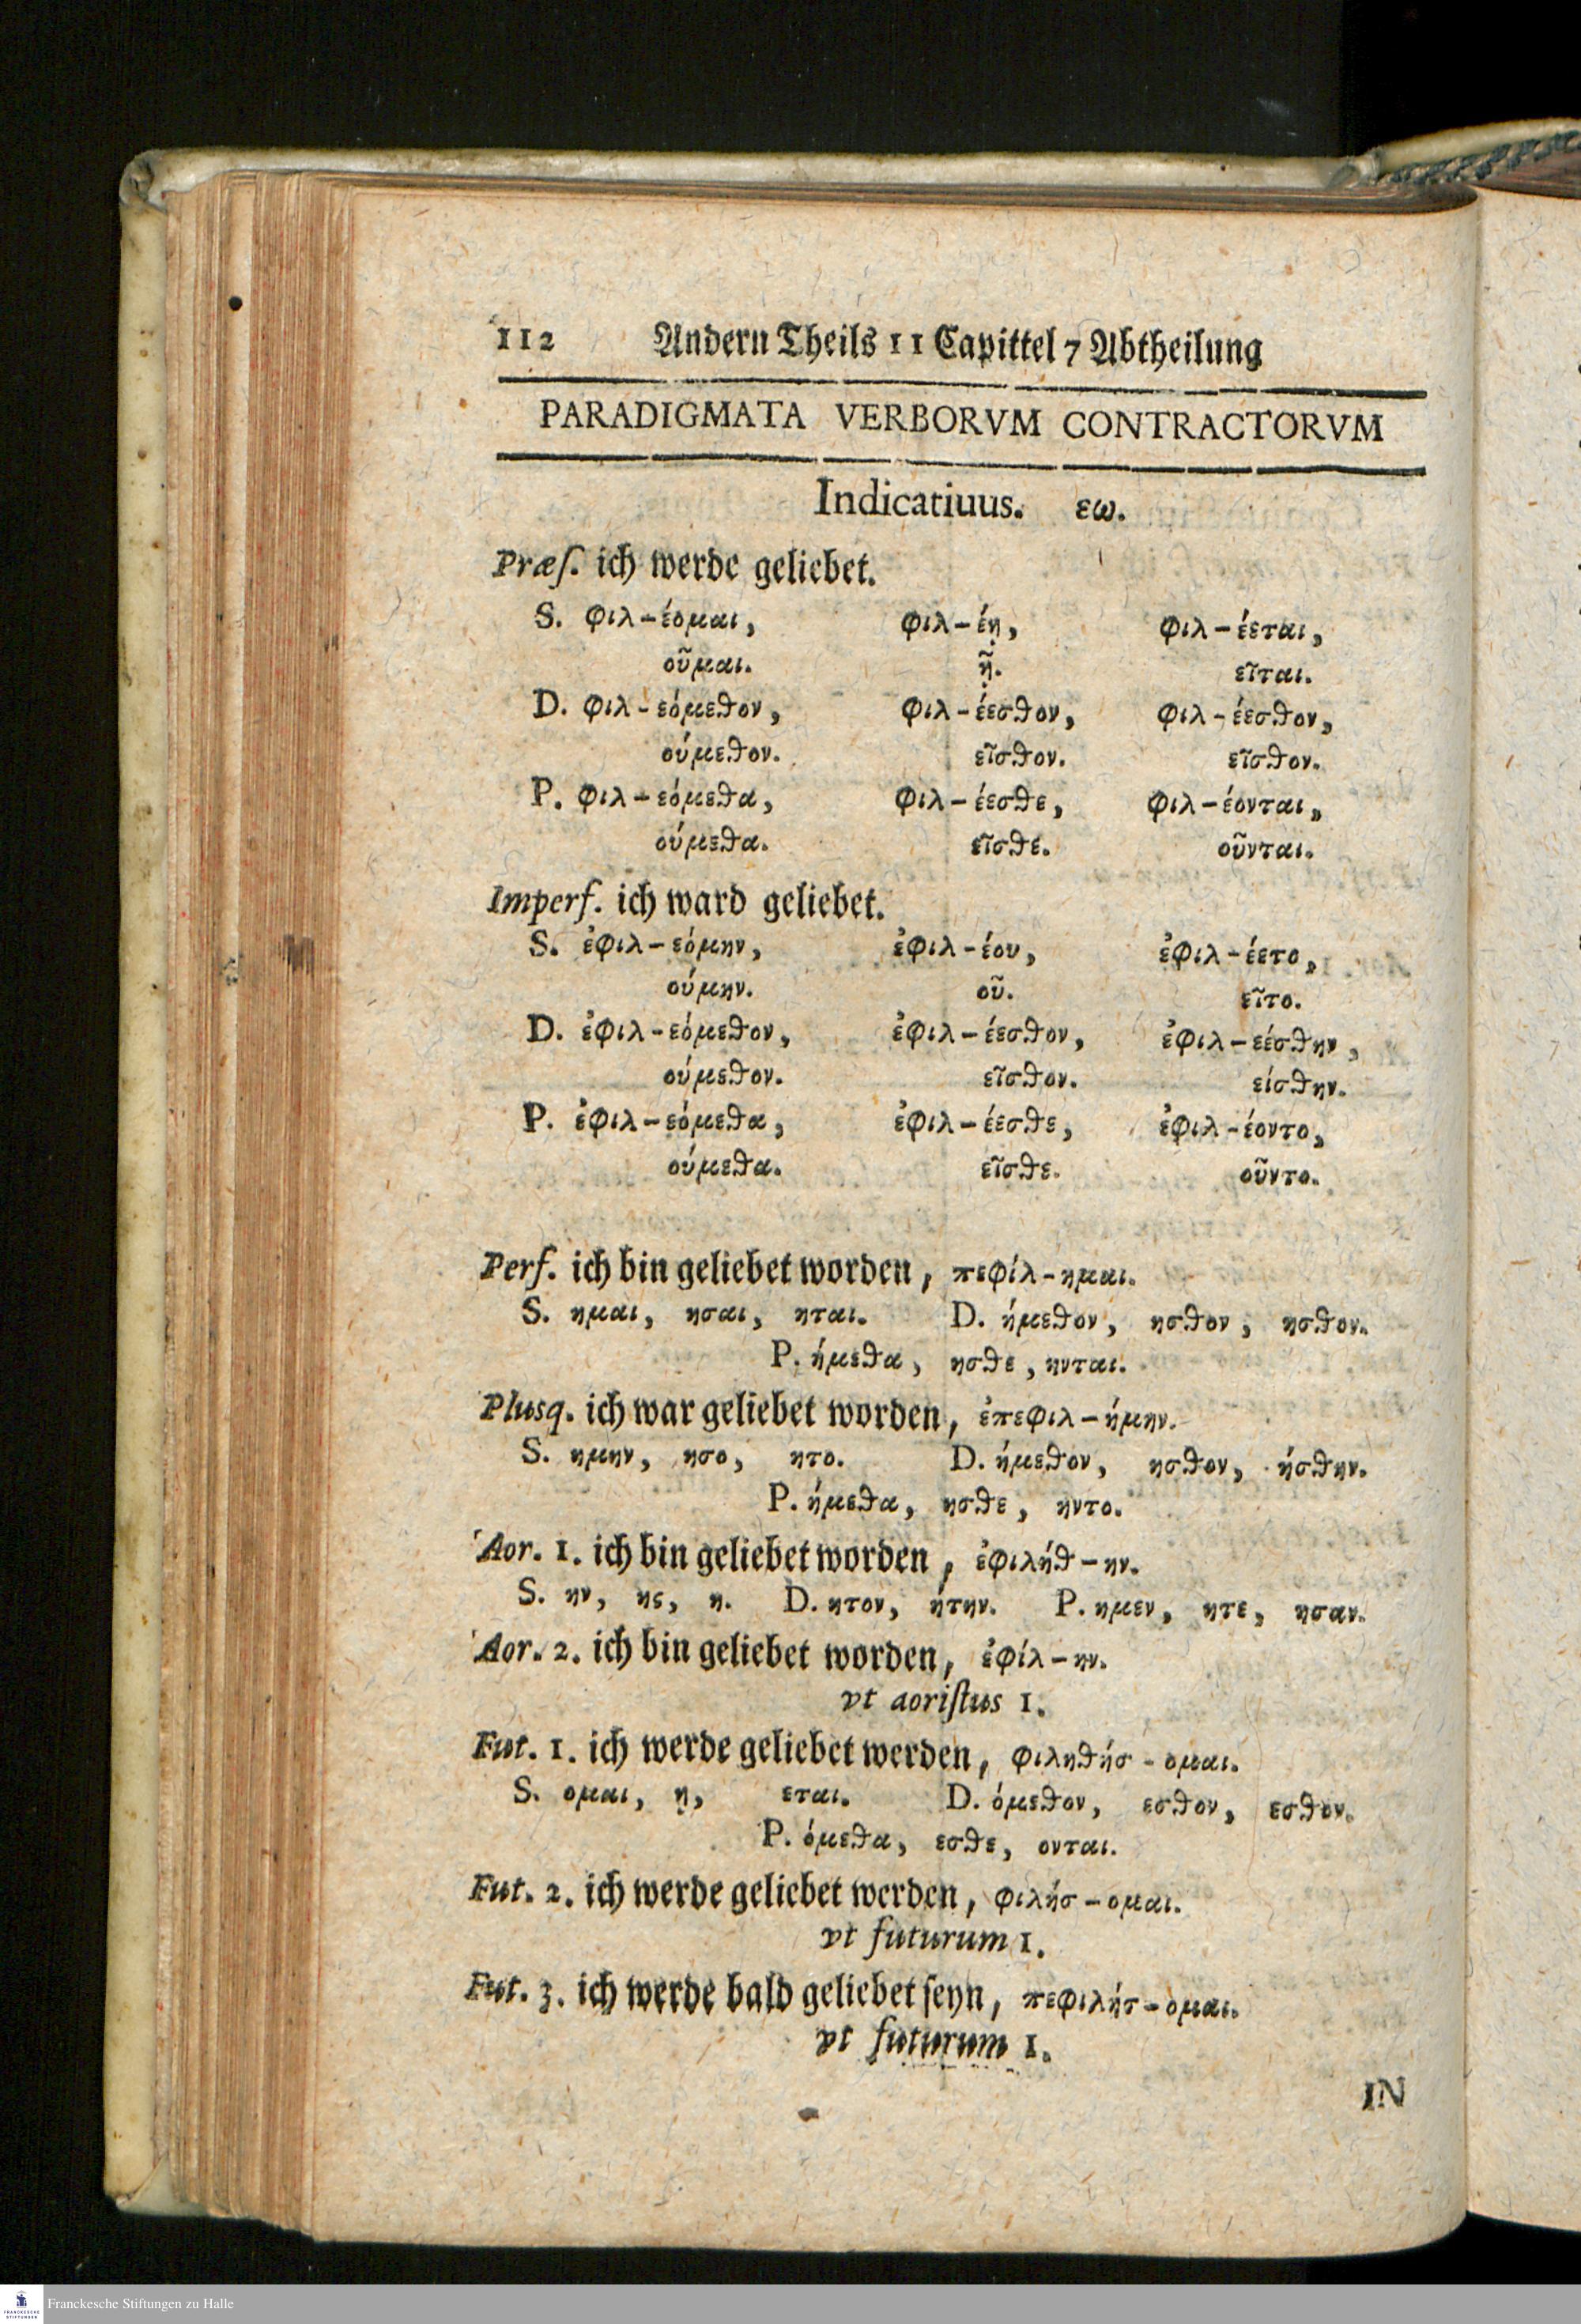 112 Andern Theils 11 Capittel 7 Abtheilung
PARADIGMATA VERBORVM CONTRACTORVM
Indicatiuus. εω.
Præſ. ich werde geliebet.
S. φιλ-έομαι, φιλ-έῃ, φιλ-έεται,
οῦμαι. ῇ. εῖται.
D. φιλ-εόμεθον, φιλ-έεσθον, φιλ-έεσθον,
ούμεθον. εῖσθον. εῖσθον.
P. φιλ-εόμεθα, φιλ-έεσθε, φιλ-έονται,
ούμεθα. εῖσθε. οῦνται.
Imperf. ich ward geliebet.
S. ἐφιλ-εόμην, ἐφιλ-έου, ἐφιλ-έετο,
ούμην. οῦ. εῖτο.
D. ἐφιλ-εόμεθον, ἐφιλ-έεσθον, ἐφιλ-εέσθην,
ούμεθον. εῖσθον. είσθην.
P. ἐφιλ-εόμεθα, ἐφιλ-έεσθε, ἐφιλ-έοντο,
ούμεθα. εῖσθε. οῦντο.
Perf. ich bin geliebet worden, πεφίλ-ημαι.
S. ημαι, ησαι, ηται. D. ήμεθον, ησθον, ησθον.
P. ήμεθα, ησθε, ηνται.
Plusq. ich war geliebet worden, ἐπεφιλ-ήμην.
S. ημην, ησο, ητο. D. ήμεθον, ησθον, ήσθην.
P. ήμεθα, ησθε, ηντο.
Aor. 1. ich bin geliebet worden, ἐφιλήθ-ην.
S. ην, ης, η. D. ητον, ήτην. P. ημεν, ητε, ησαν.
Aor. 2. ich bin geliebet worden, ἐφίλ-ην.
vt aoriſtus 1.
Fut. 1. ich werde geliebet werden, φιληθήσ-ομαι.
S. ομαι, ῃ, εται. D. όμεθον, εσθον, εσθον.
P. όμεθα, εσθε, ονται.
Fut. 2. ich werde geliebet werden, φιλήσ-ομαι.
vt futurum 1.
Fut. 3. ich werde bald geliebet ſeyn, πεφιλήσ-ομαι.
vt futurum 1.
IN
FRANCKESCHE
STIFTUNGEN
Franckesche Stiftungen zu Halle